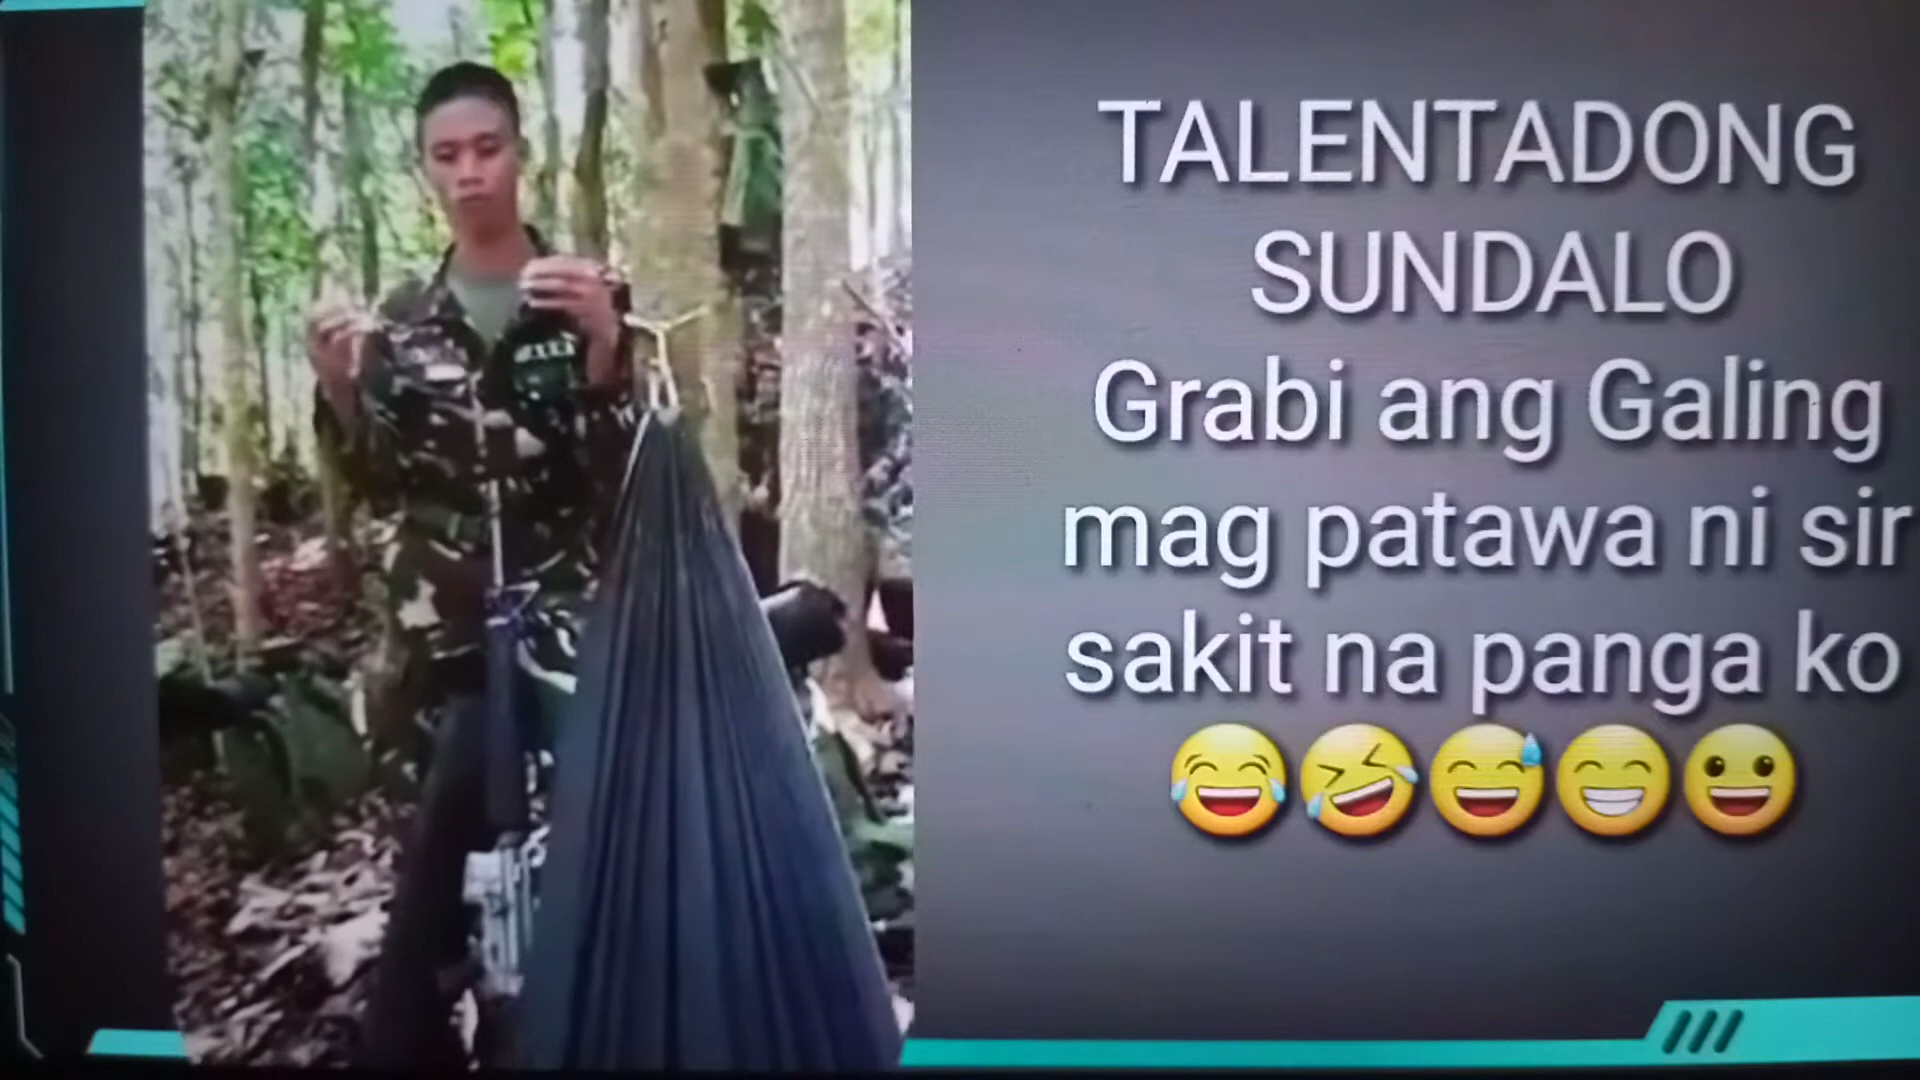 TALENTADONG
SUNDALO
Grabi ang Galing
mag patawa ni sir
sakit na panga ko
😂🤣😅😁😀